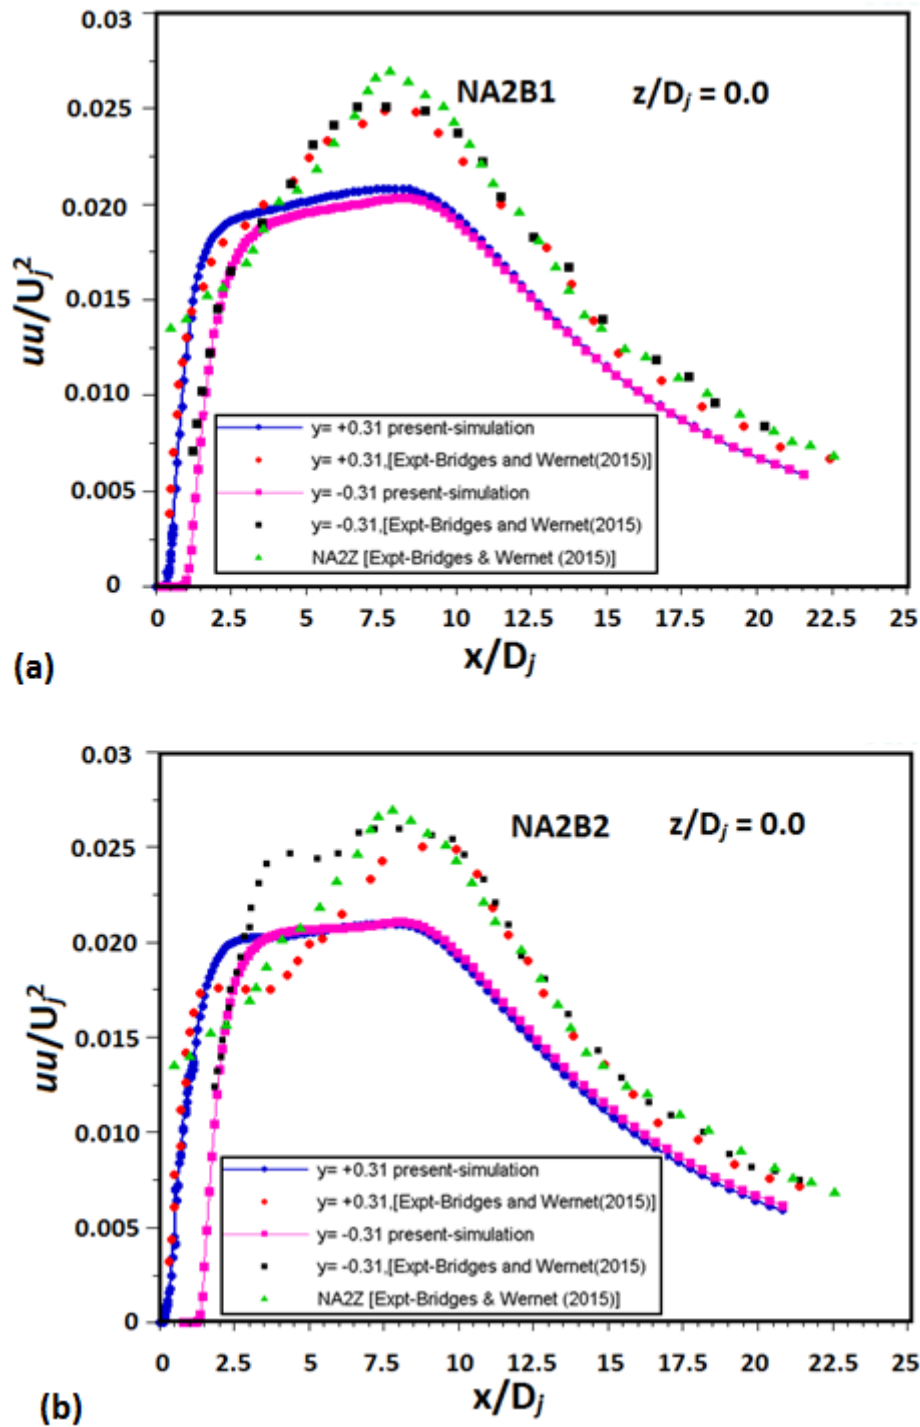 0.03
NA2B1 z/Dj = 0.0
0.025
0.020
uu/Uj²
0.015
0.010
y= +0.31 present-simulation
y= +0.31,[Expt-Bridges and Wernet(2015)]
0.005
y= -0.31 present-simulation
y= -0.31,[Expt-Bridges and Wernet(2015)
NA2Z [Expt-Bridges & Wernet (2015)]
0
0 2.5 5 7.5 10 12.5 15 17.5 20 22.5 25
x/Dj
(a)
0.03
NA2B2 z/Dj = 0.0
0.025
0.020
uu/Uj²
0.015
0.010
y= +0.31 present-simulation
y= +0.31,[Expt-Bridges and Wernet(2015)]
0.005
y= -0.31 present-simulation
y= -0.31,[Expt-Bridges and Wernet(2015)
NA2Z [Expt-Bridges & Wernet (2015)]
0
0 2.5 5 7.5 10 12.5 15 17.5 20 22.5 25
x/Dj
(b)